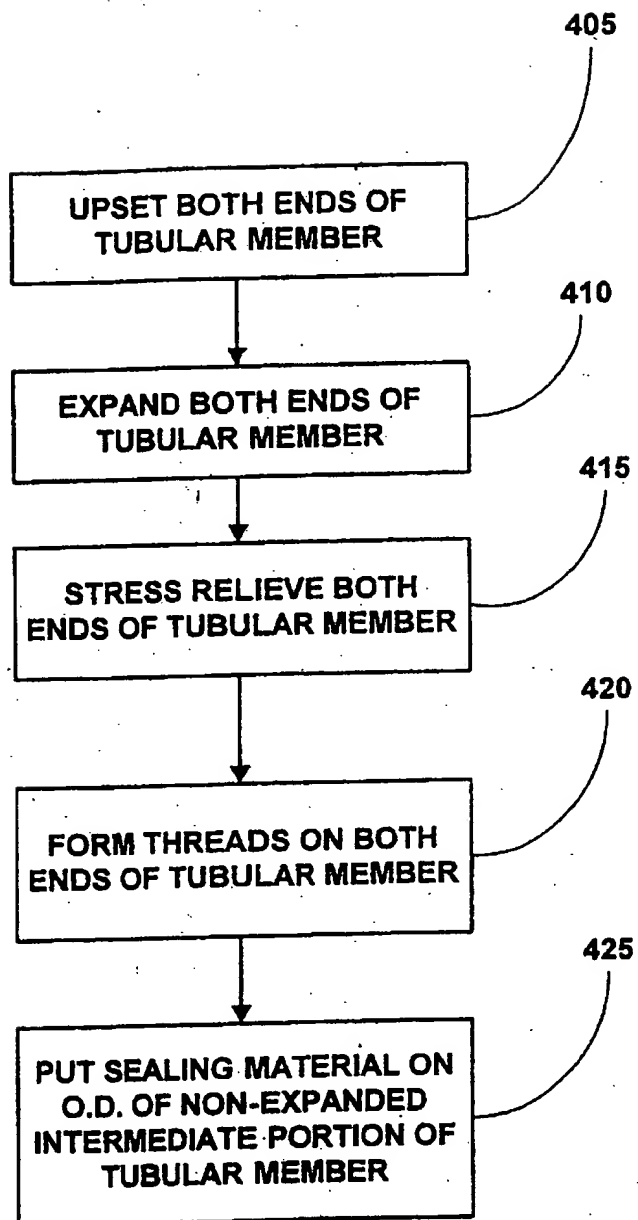 405
UPSET BOTH ENDS OF
TUBULAR MEMBER
410
EXPAND BOTH ENDS OF
TUBULAR MEMBER
415
STRESS RELIEVE BOTH
ENDS OF TUBULAR MEMBER
420
FORM THREADS ON BOTH
ENDS OF TUBULAR MEMBER
425
PUT SEALING MATERIAL ON
O.D. OF NON-EXPANDED
INTERMEDIATE PORTION OF
TUBULAR MEMBER